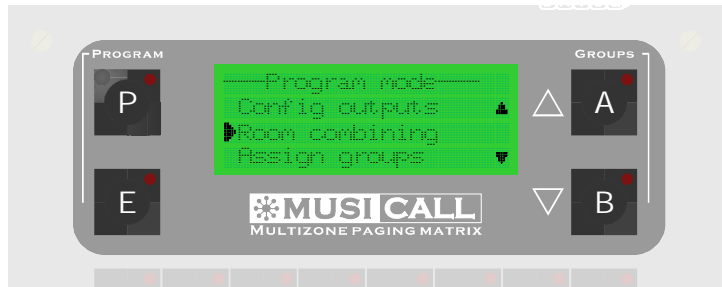 PROGRAM
GROUPS
P
A
Program mode
Config outputs
Room combining
Assign groups
E
B
MUSICALL
MULTIZONE PAGING MATRIX